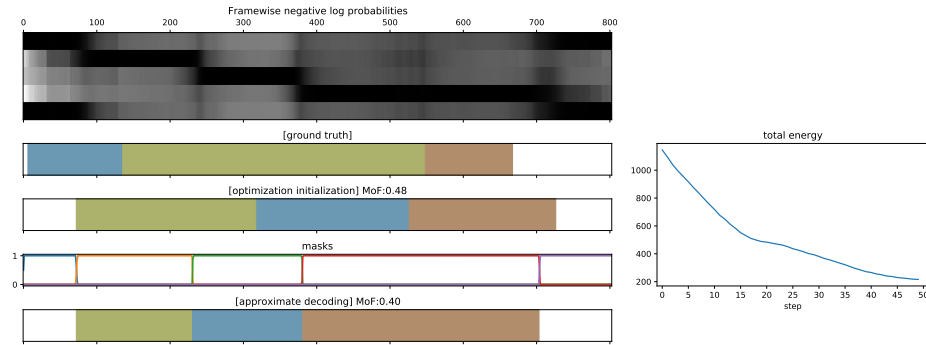 Framewise negative log probabilities
0 100 200 300 400 500 600 700 800
[ground truth]
[optimization initialization] MoF:0.48
masks
1
0
[approximate decoding] MoF:0.40
total energy
1000
800
600
400
200
0 5 10 15 20 25 30 35 40 45 50
step